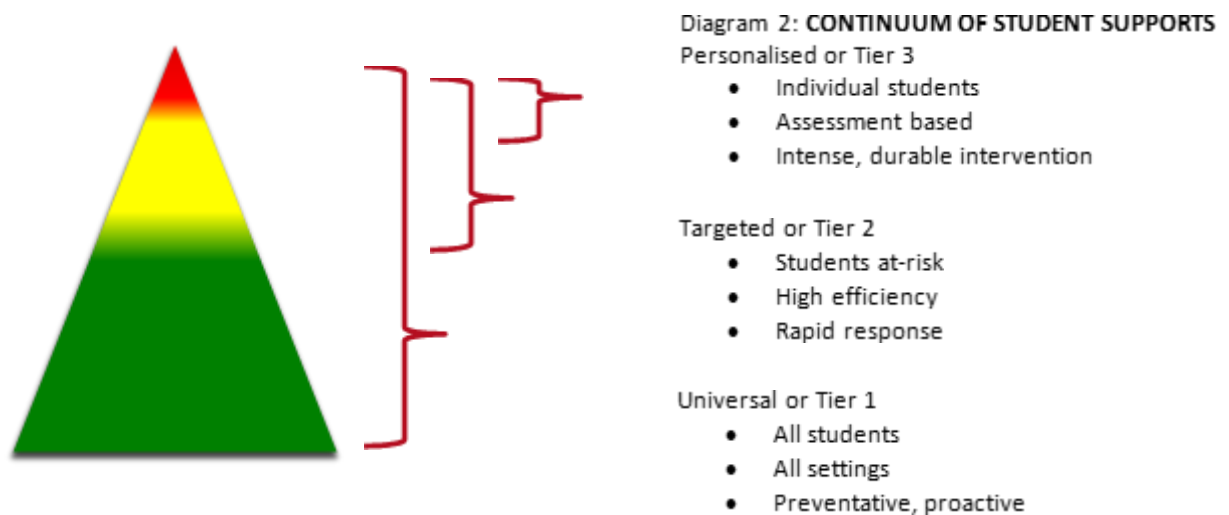 Diagram 2: CONTINUUM OF STUDENT SUPPORTS
Personalised or Tier 3
• Individual students
• Assessment based
• Intense, durable intervention
Targeted or Tier 2
• Students at-risk
• High efficiency
• Rapid response
Universal or Tier 1
• All students
• All settings
• Preventative, proactive